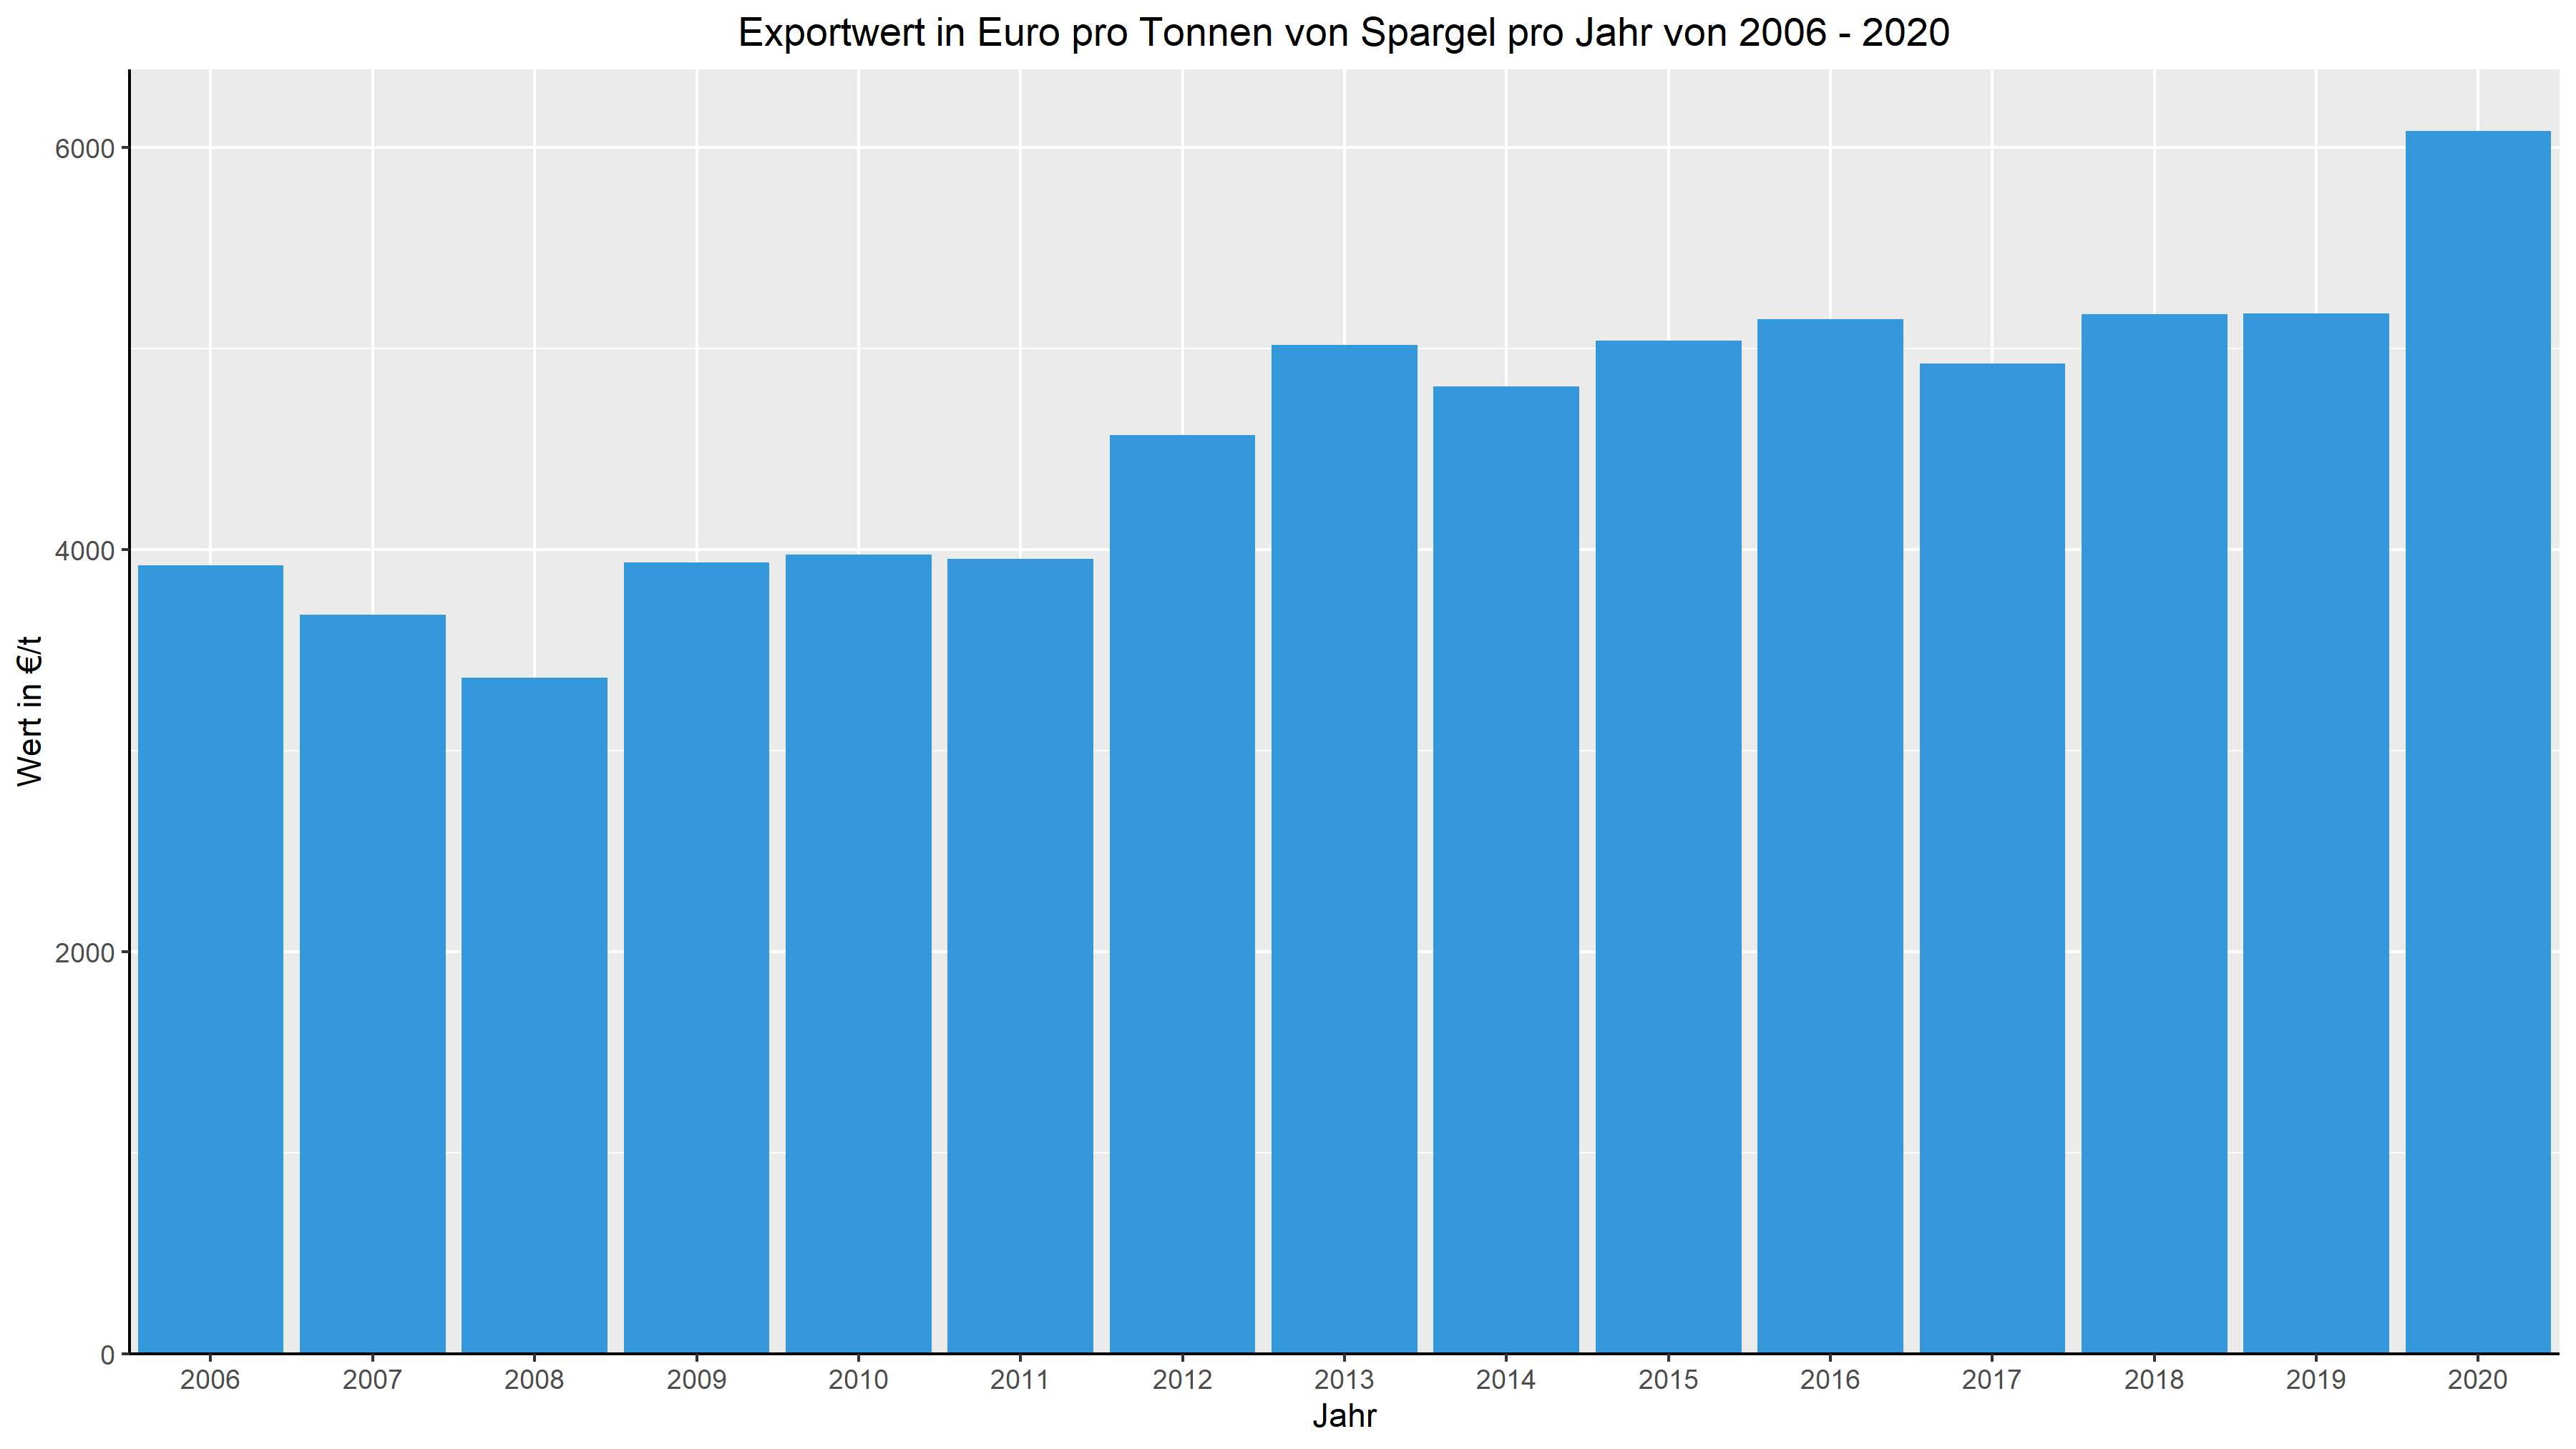 Exportwert in Euro pro Tonnen von Spargel pro Jahr von 2006 - 2020
Wert in €/t
6000
4000
2000
0
2006 2007 2008 2009 2010 2011 2012 2013 2014 2015 2016 2017 2018 2019 2020
Jahr